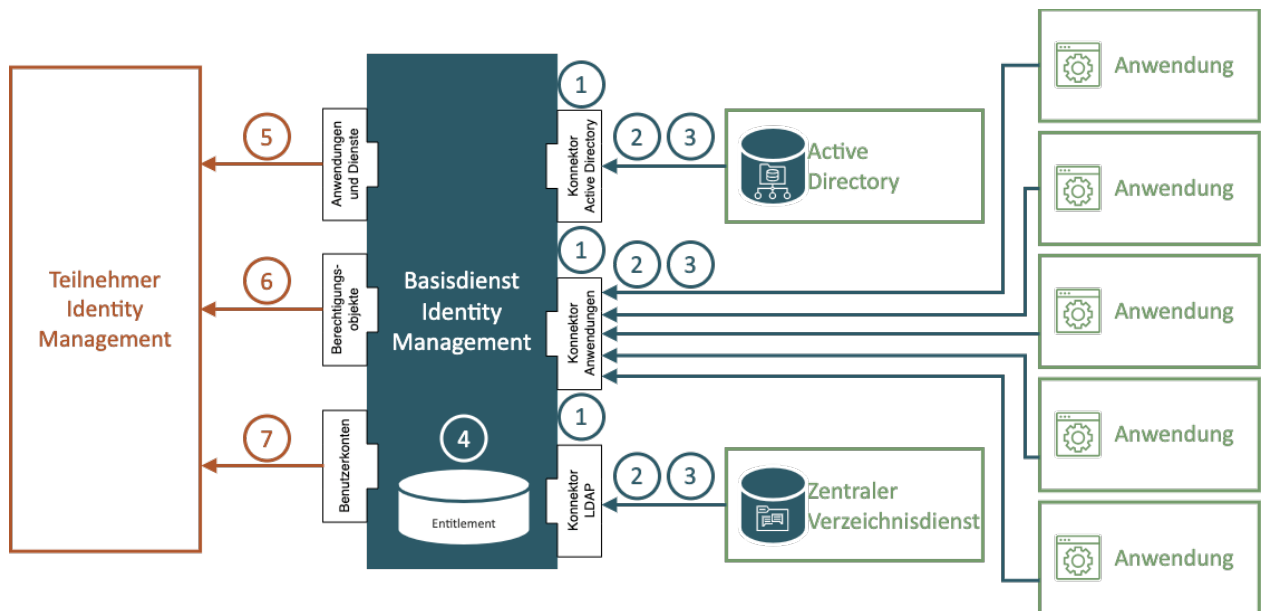 Teilnehmer
Identity
Management
5
6
7
Anwendungen
und Dienste
Berechtigungs-
objekte
Benutzerkonten
Basisdienst
Identity
Management
4
Entitlement
1
Konnektor
Active Directory
2 3
Active
Directory
1
Konnektor
Anwendungen
2 3
1
Konnektor
LDAP
2 3
Zentraler
Verzeichnisdienst
Anwendung
Anwendung
Anwendung
Anwendung
Anwendung